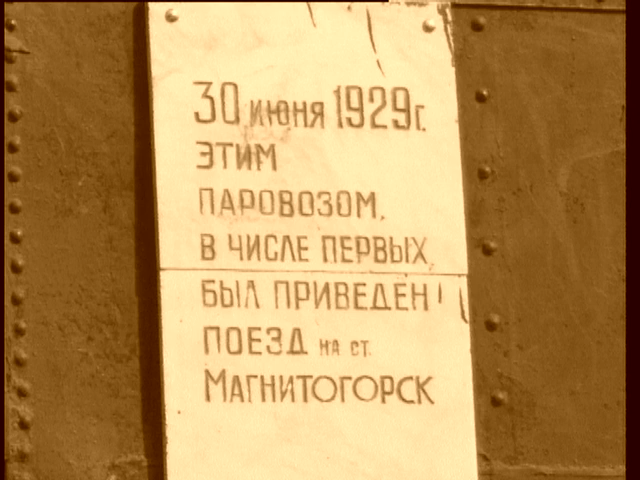 30 июня 1929г.
ЭТИМ
ПАРОВОЗОМ,
В ЧИСЛЕ ПЕРВЫХ
БЫЛ ПРИВЕДЕН
ПОЕЗД НА СТ.
МАГНИТОГОРСК